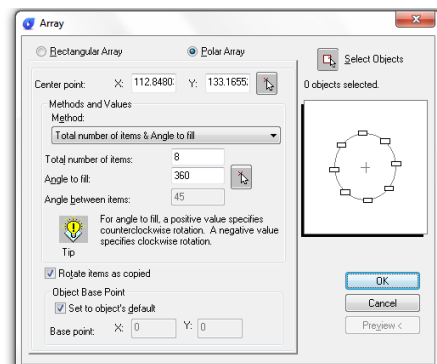 Array
Rectangular Array
Polar Array
Select Objects
Center point: X: 112.8480 Y: 133.1655
0 objects selected.
Methods and Values
Method:
Total number of items & Angle to fill
Total number of items: 8
Angle to fill: 360
Angle between items: 45
For angle to fill, a positive value specifies
counterclockwise rotation. A negative value
specifies clockwise rotation.
Tip
Rotate items as copied
Object Base Point
Set to object's default
Base point: X: 0 Y: 0
OK
Cancel
Preview <